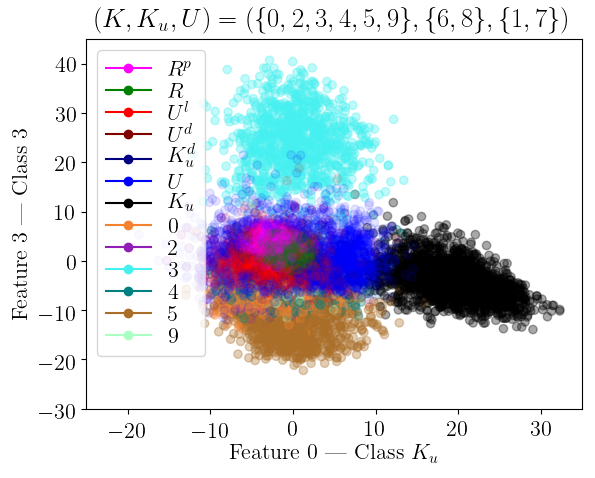 (K, K_u, U) = ({0, 2, 3, 4, 5, 9}, {6, 8}, {1, 7})
R^p
R
U^l
U^d
K_u^d
U
K_u
0
2
3
4
5
9
Feature 3 — Class 3
40
30
20
10
0
−10
−20
−30
−20
−10
0
10
20
30
Feature 0 — Class K_u